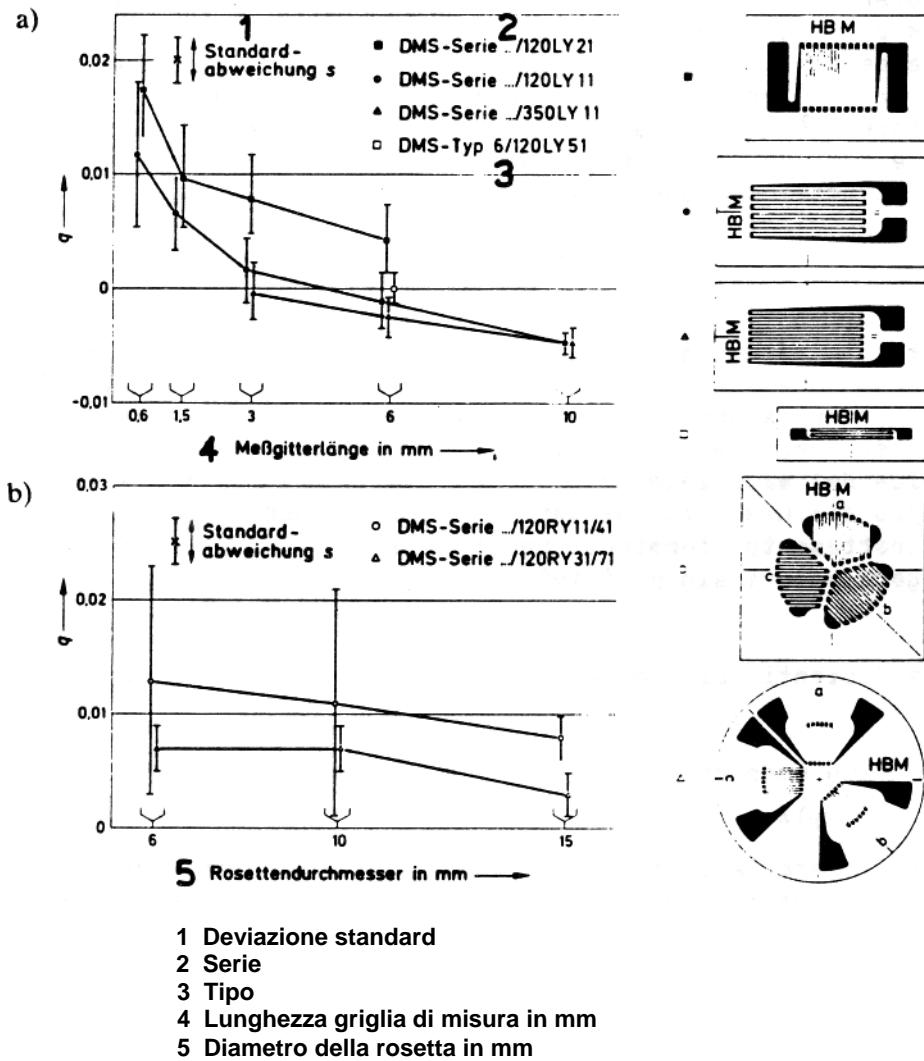 a)
0,02
0,01
0
-0,01
q
1
Standard-
abweichung s
2
DMS-Serie .../120LY21
DMS-Serie .../120LY11
DMS-Serie .../350LY11
DMS-Typ 6/120LY51
3
0,6 1,5 3 6 10
4 Meßgitterlänge in mm
HBM
HBM
HBM
HBM
b)
0,03
0,02
0,01
0
q
Standard-
abweichung s
DMS-Serie .../120RY11/41
DMS-Serie .../120RY31/71
6 10 15
5 Rosettendurchmesser in mm
HBM
a
c
b
a
HBM
b
1 Deviazione standard
2 Serie
3 Tipo
4 Lunghezza griglia di misura in mm
5 Diametro della rosetta in mm